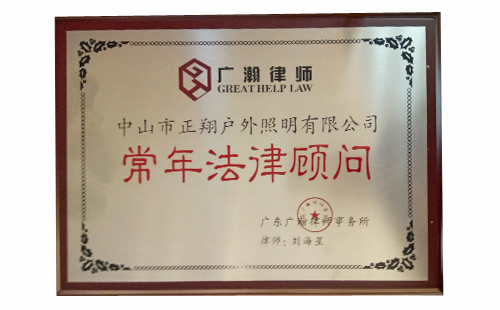 广瀚律师
GREAT HELP LAW
中山市正翔户外照明有限公司
常年法律顾问
广东广瀚律师事务所
律师：刘海星